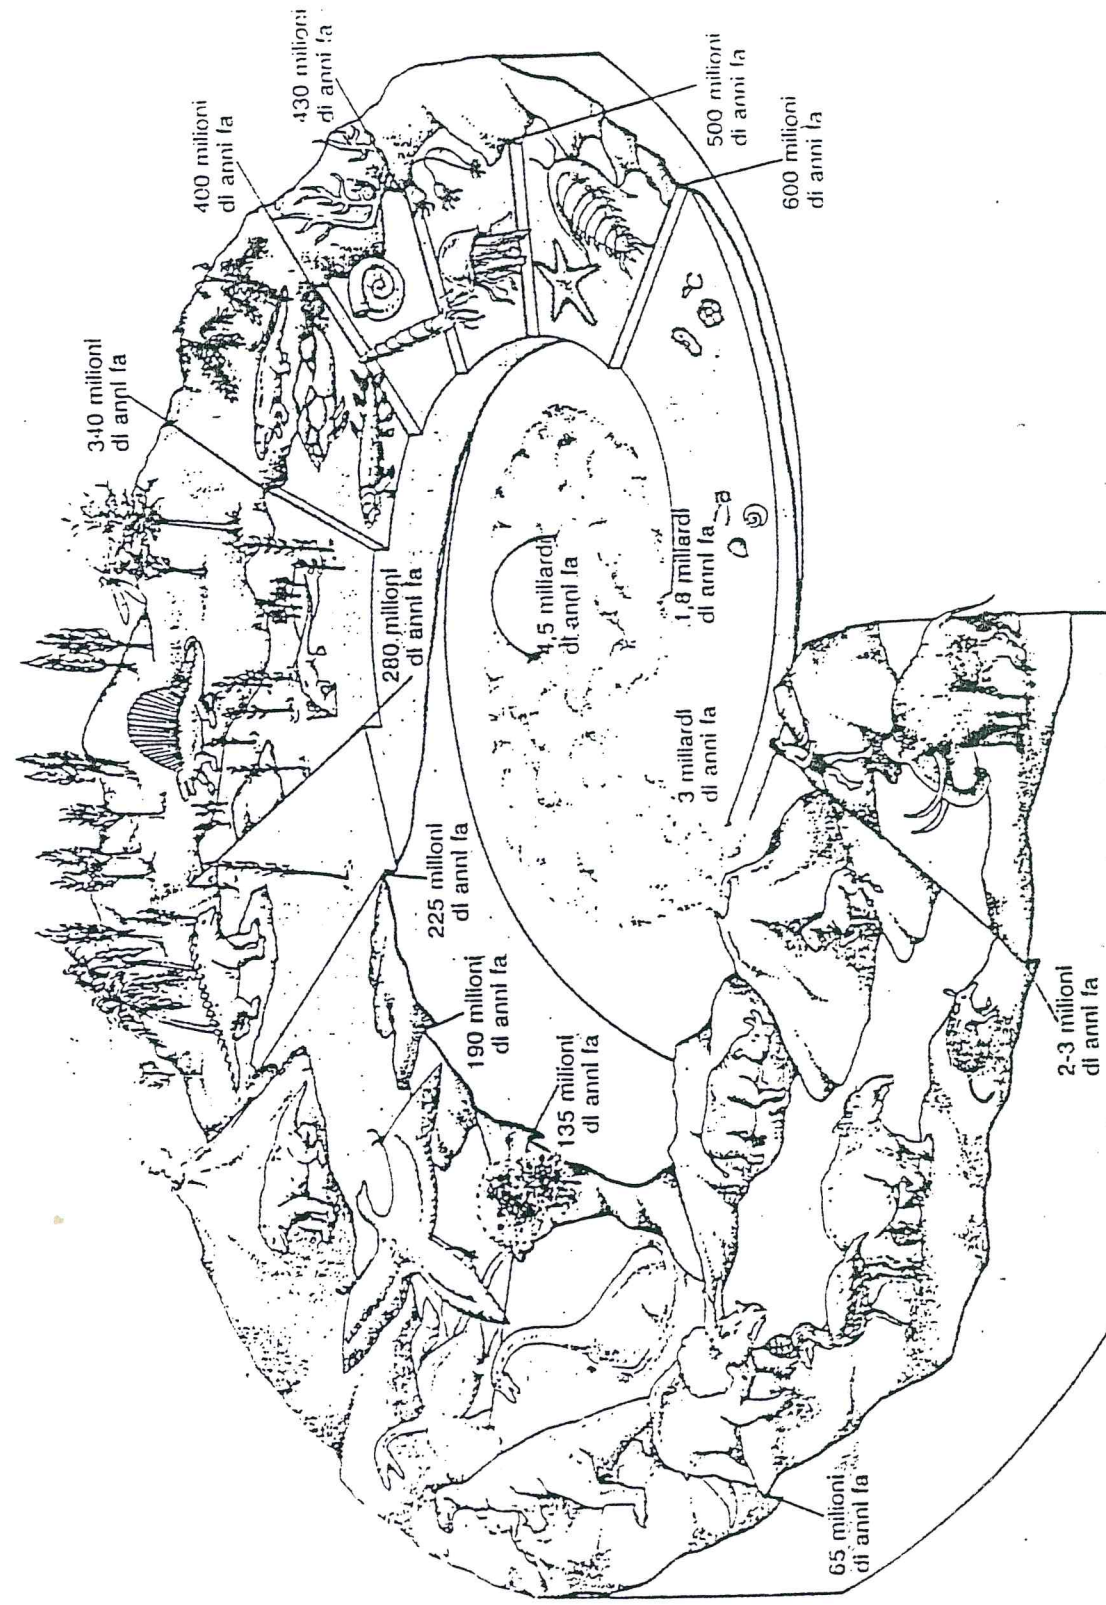 430 milioni
di anni fa
400 milioni
di anni fa
340 milioni
di anni fa
500 milioni
di anni fa
600 milioni
di anni fa
280 milioni
di anni fa
4,5 miliardi
di anni fa
1,8 miliardi
di anni fa
3 miliardi
di anni fa
225 milioni
di anni fa
190 milioni
di anni fa
135 milioni
di anni fa
2-3 milioni
di anni fa
65 milioni
di anni fa